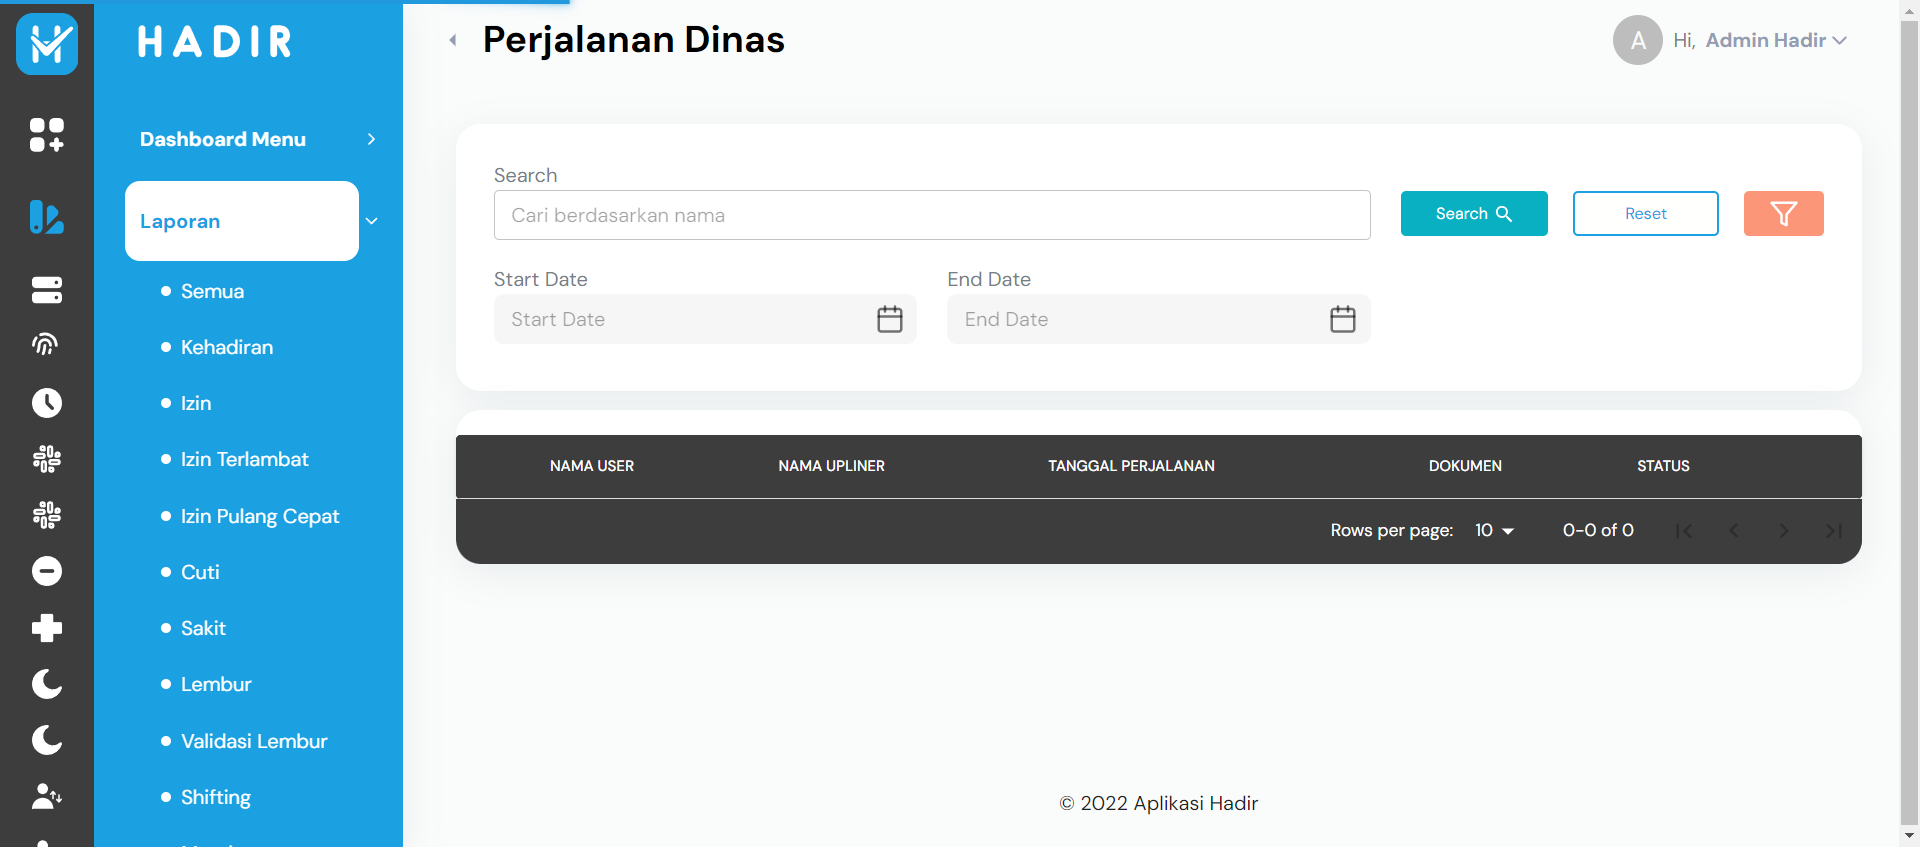 HADIR
Dashboard Menu
Laporan
Semua
Kehadiran
Izin
Izin Terlambat
Izin Pulang Cepat
Cuti
Sakit
Lembur
Validasi Lembur
Shifting
Perjalanan Dinas
A Hi, Admin Hadir
Search
Cari berdasarkan nama
Search
Reset
Start Date
End Date
Start Date
End Date
NAMA USER NAMA UPLINER TANGGAL PERJALANAN DOKUMEN STATUS
Rows per page: 10 0-0 of 0
© 2022 Aplikasi Hadir